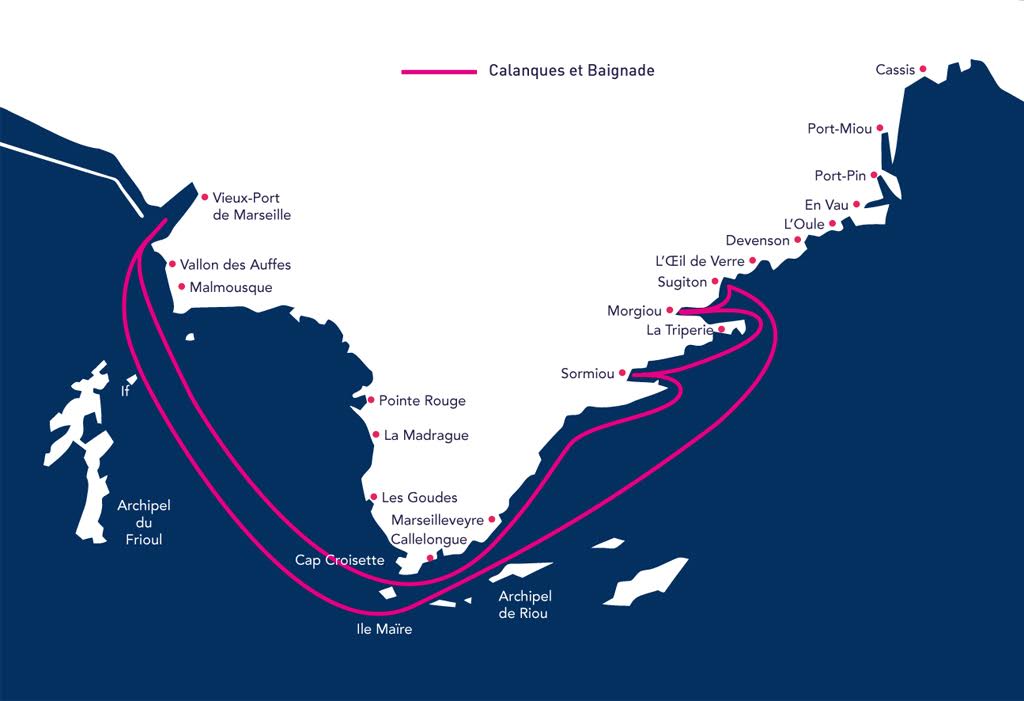 Calanques et Baignade
Cassis
Port-Miou
Port-Pin
Vieux-Port
de Marseille
En Vau
L'Oule
Devenson
L'Œil de Verre
Vallon des Auffes
Sugiton
Malmousque
Morgiou
La Triperie
Sormiou
If
Pointe Rouge
La Madrague
Les Goudes
Archipel
du
Frioul
Marseilleveyre
Callelongue
Cap Croisette
Archipel
de Riou
Ile Maïre